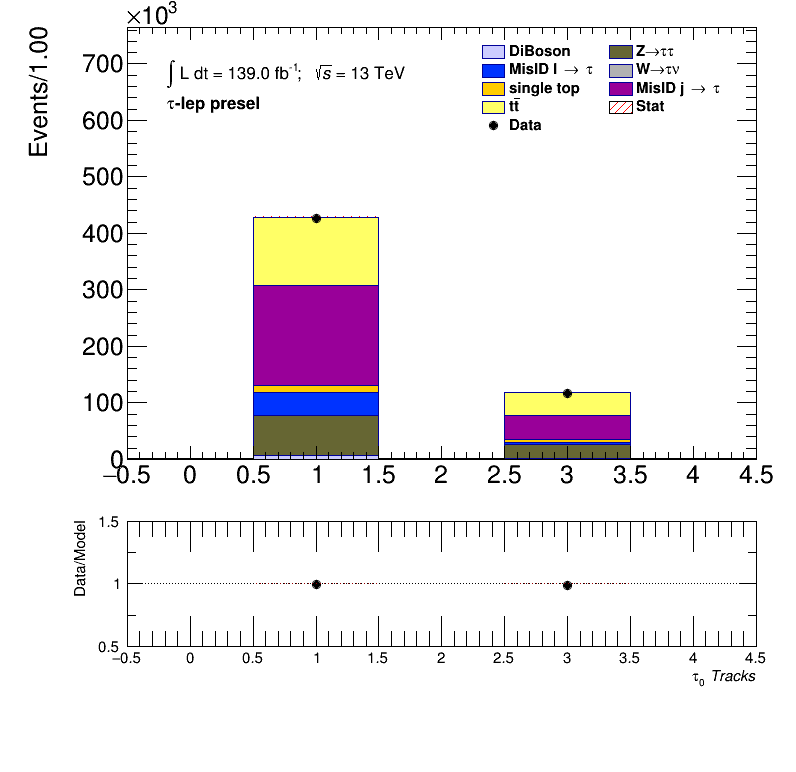 ×10³
Events/1.00
700
600
500
400
300
200
100
0
∫ L dt = 139.0 fb⁻¹; √s = 13 TeV
τ-lep presel
DiBoson
MisID l → τ
single top
tt̄
Data
Z→ττ
W→τν
MisID j → τ
Stat
−0.5 0 0.5 1 1.5 2 2.5 3 3.5 4 4.5
Data/Model
1.5
1
0.5
−0.5 0 0.5 1 1.5 2 2.5 3 3.5 4 4.5
τ₀ Tracks